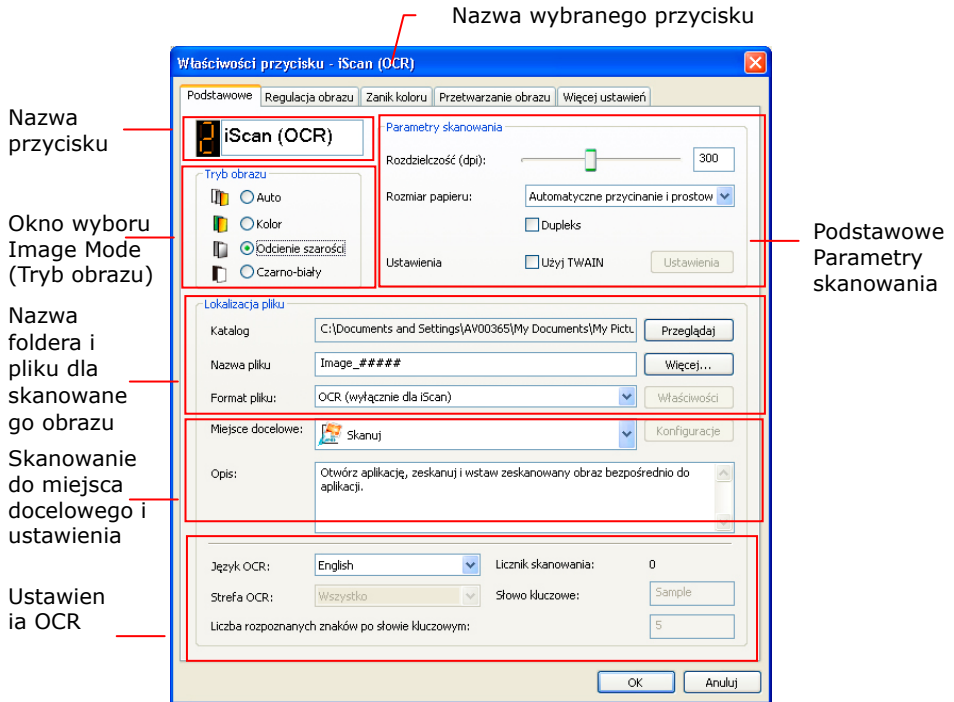 Nazwa wybranego przycisku
Właściwości przycisku - iScan (OCR)
Podstawowe Regulacja obrazu Zanik koloru Przetwarzanie obrazu Więcej ustawień
Nazwa
przycisku
2 iScan (OCR)
Tryb obrazu
Auto
Kolor
Odcienie szarości
Czarno-biały
Okno wyboru
Image Mode
(Tryb obrazu)
Parametry skanowania
Rozdzielczość (dpi): 300
Rozmiar papieru: Automatyczne przycinanie i prostow
Dupleks
Ustawienia Użyj TWAIN Ustawienia
Podstawowe
Parametry
skanowania
Nazwa
foldera i
pliku dla
skanowane
go obrazu
Lokalizacja pliku
Katalog C:\Documents and Settings\AV00365\My Documents\My Pictu Przeglądaj
Nazwa pliku Image_##### Więcej...
Format pliku: OCR (wyłącznie dla iScan) Właściwości
Skanowanie
do miejsca
docelowego i
ustawienia
Miejsce docelowe: Skanuj Konfiguracje
Opis: Otwórz aplikację, zeskanuj i wstaw zeskanowany obraz bezpośrednio do
aplikacji.
Ustawien
ia OCR
Język OCR: English Licznik skanowania: 0
Strefa OCR: Wszystko Słowo kluczowe: Sample
Liczba rozpoznanych znaków po słowie kluczowym: 5
OK Anuluj